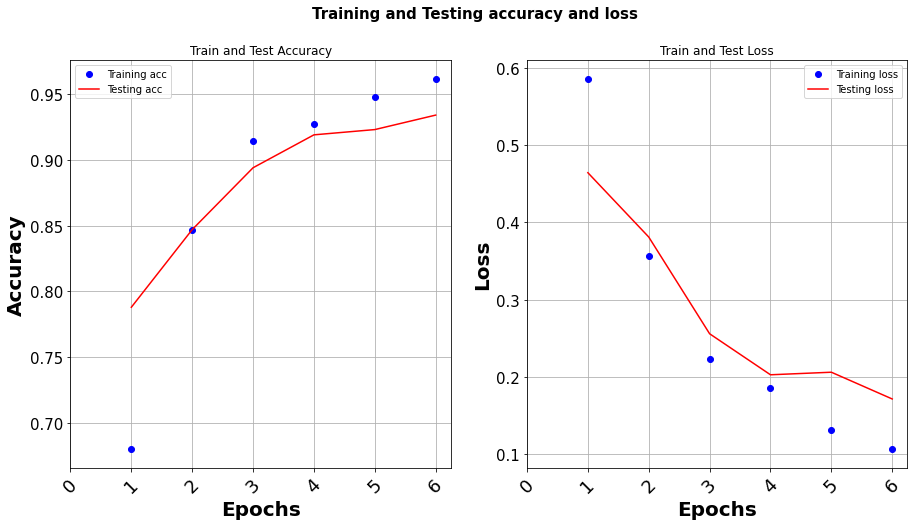 Training and Testing accuracy and loss
Train and Test Accuracy
Training acc
Testing acc
0.95
0.90
0.85
0.80
0.75
0.70
Accuracy
0 1 2 3 4 5 6
Epochs
Train and Test Loss
Training loss
Testing loss
0.6
0.5
0.4
0.3
0.2
0.1
Loss
0 1 2 3 4 5 6
Epochs